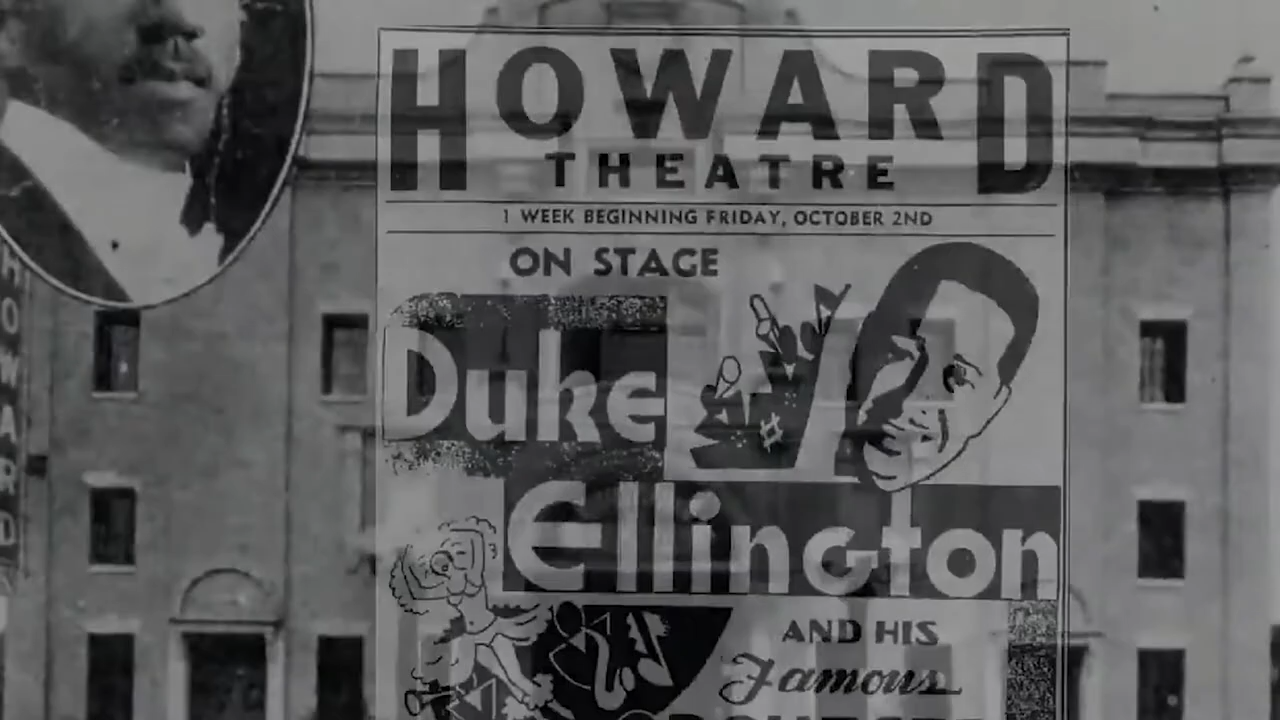 HOWARD
THEATRE
1 WEEK BEGINNING FRIDAY, OCTOBER 2ND
ON STAGE
Duke
Ellington
AND HIS
Famous
HOWARD